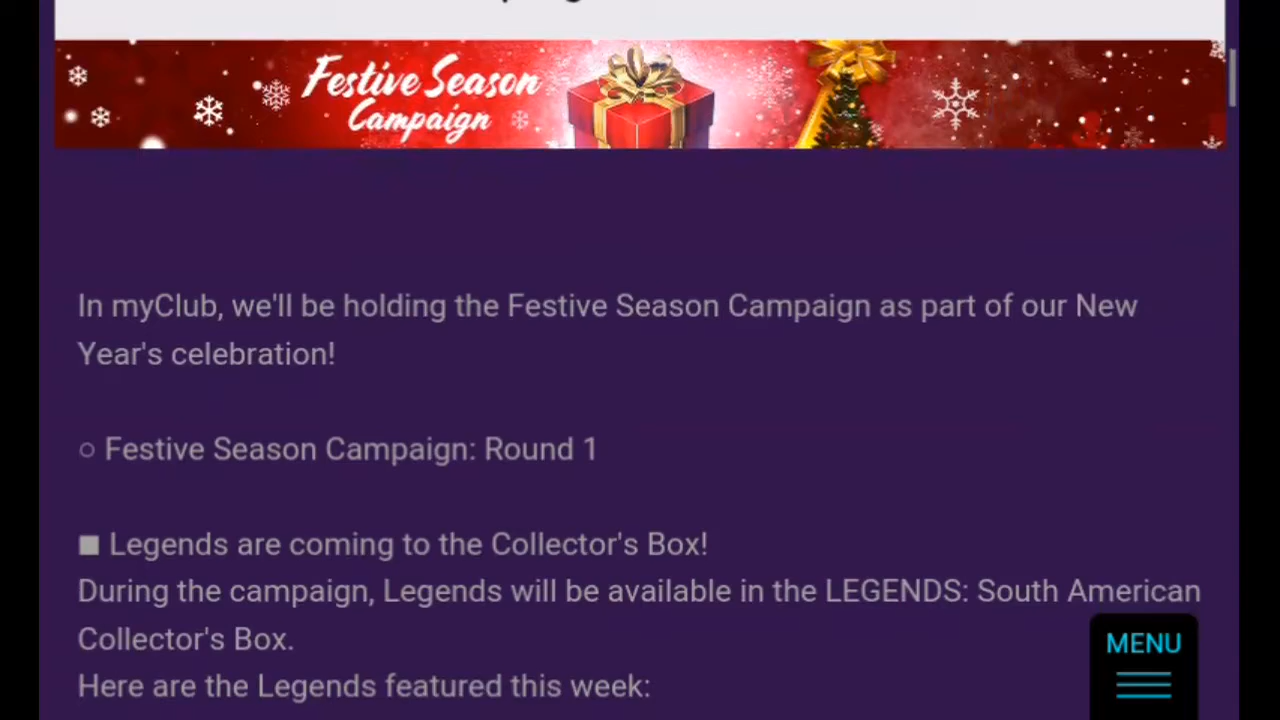 Festive Season
Campaign
In myClub, we'll be holding the Festive Season Campaign as part of our New
Year's celebration!
○ Festive Season Campaign: Round 1
■ Legends are coming to the Collector's Box!
During the campaign, Legends will be available in the LEGENDS: South American
Collector's Box.
Here are the Legends featured this week:
MENU